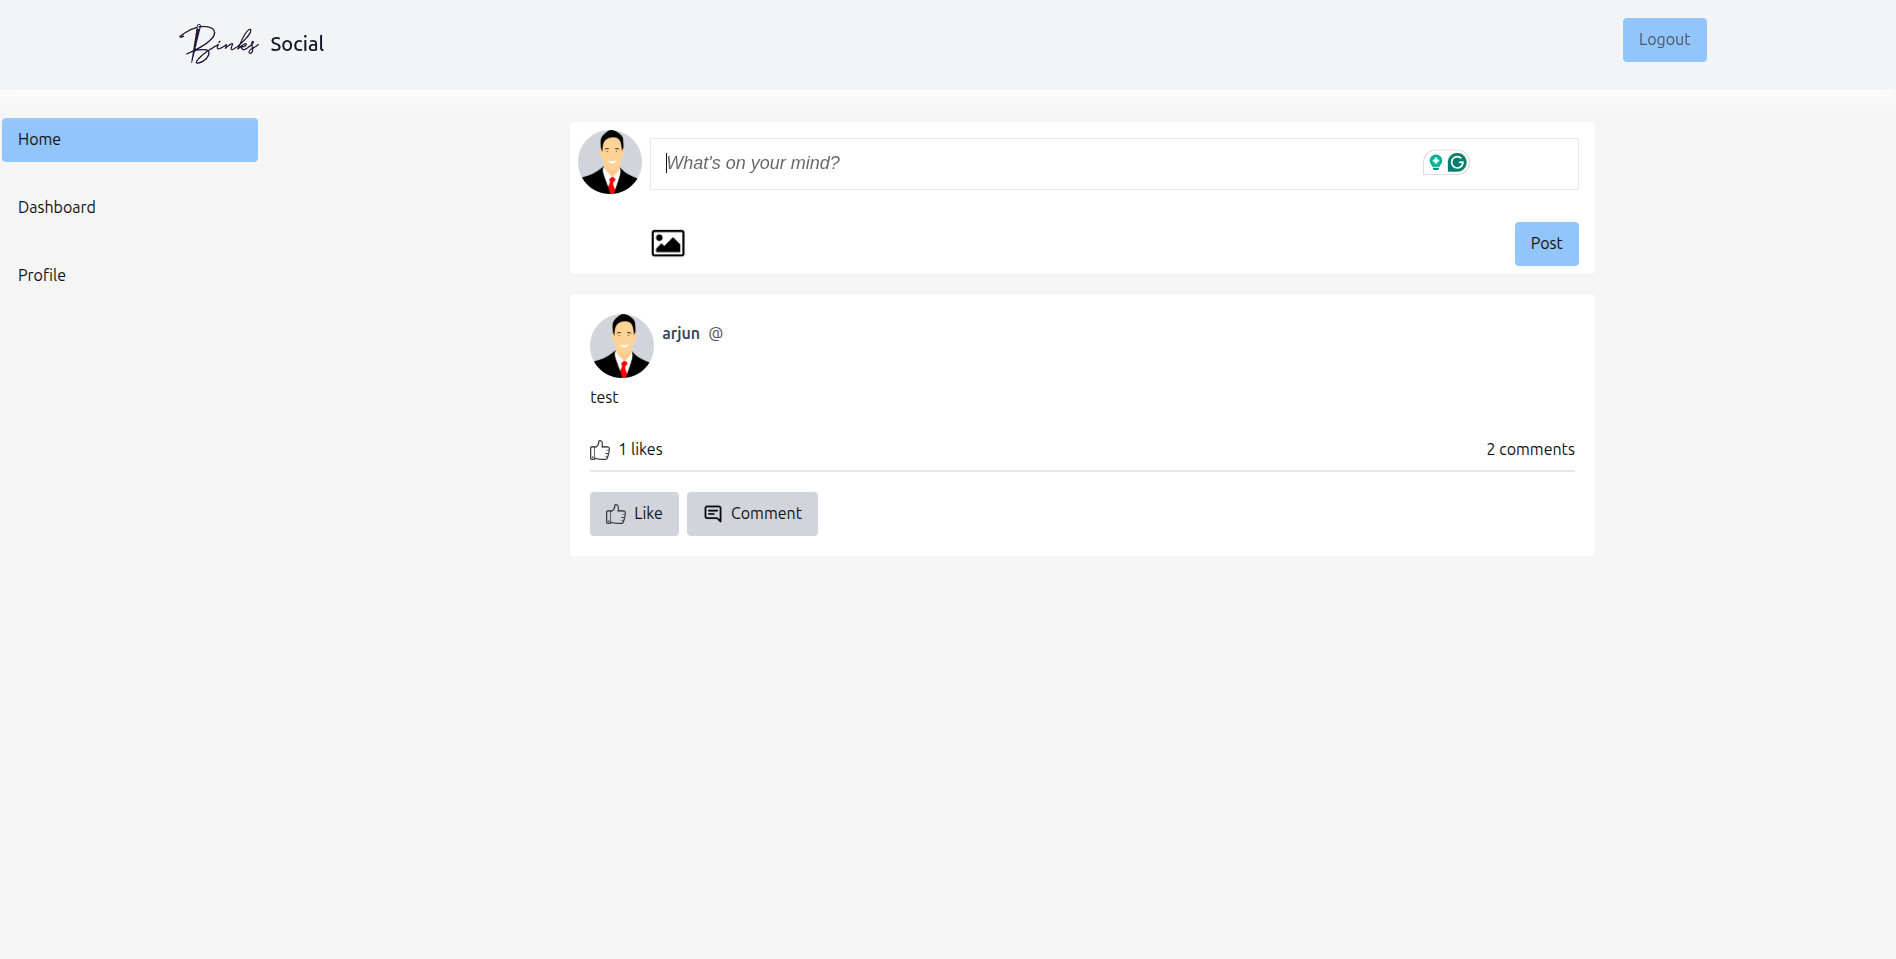 Binks Social
Logout
Home
Dashboard
Profile
What's on your mind?
Post
arjun @
test
1 likes
2 comments
Like
Comment